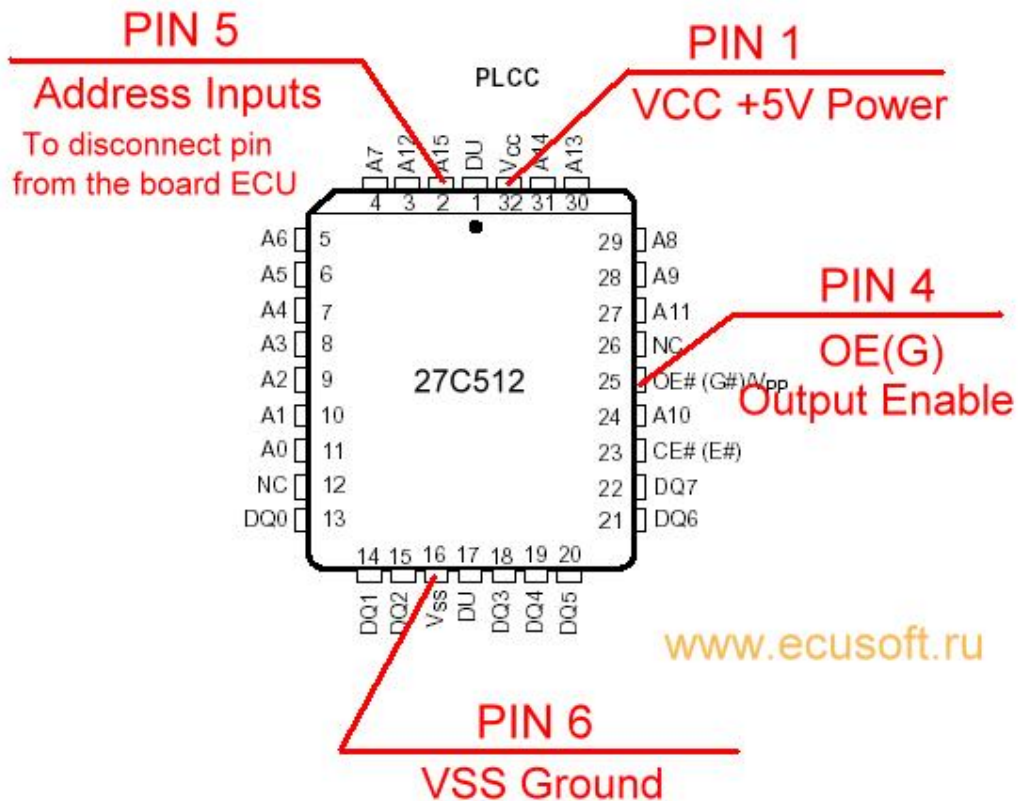 PIN 5
Address Inputs
To disconnect pin
from the board ECU
PLCC
PIN 1
VCC +5V Power
A7 A12 A15 DU Vcc A14 A13
4 3 2 1 32 31 30
A6 5 29 A8
A5 6 28 A9
A4 7 27 A11
A3 8 26 NC
A2 9 27C512 25 OE# (G#)/VPP
A1 10 24 A10
A0 11 23 CE# (E#)
NC 12 22 DQ7
DQ0 13 21 DQ6
PIN 4
OE(G)
Output Enable
14 15 16 17 18 19 20
DQ1 DQ2 Vss DU DQ3 DQ4 DQ5
www.ecusoft.ru
PIN 6
VSS Ground